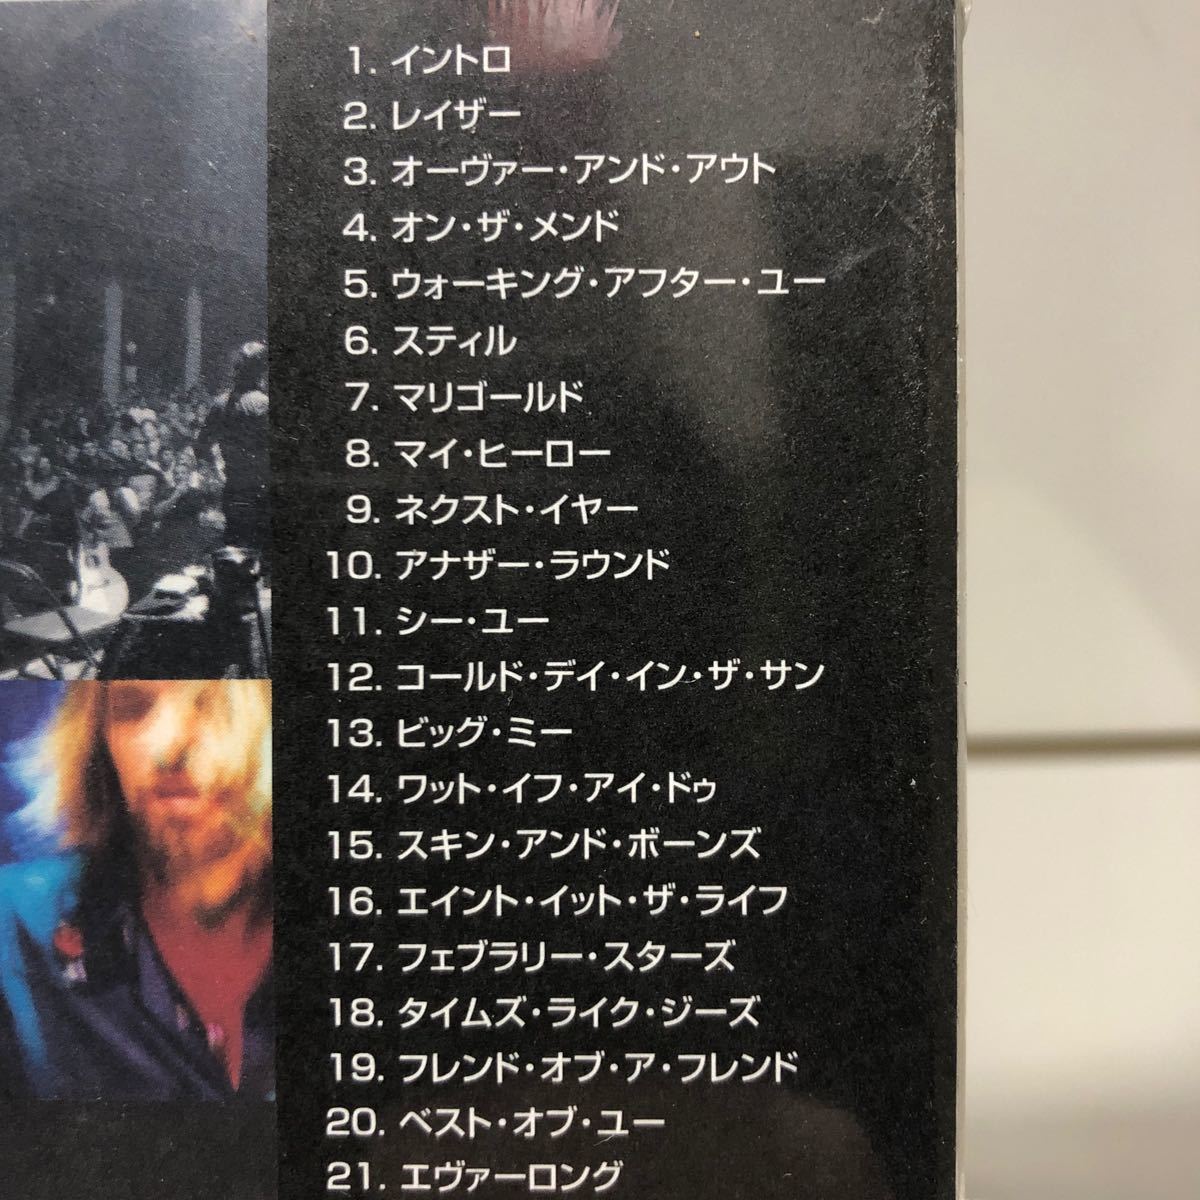 1. イントロ
2. レイザー
3. オーヴァー・アンド・アウト
4. オン・ザ・メンド
5. ウォーキング・アフター・ユー
6. スティル
7. マリゴールド
8. マイ・ヒーロー
9. ネクスト・イヤー
10. アナザー・ラウンド
11. シー・ユー
12. コールド・デイ・イン・ザ・サン
13. ビッグ・ミー
14. ワット・イフ・アイ・ドゥ
15. スキン・アンド・ボーンズ
16. エイント・イット・ザ・ライフ
17. フェブラリー・スターズ
18. タイムズ・ライク・ジーズ
19. フレンド・オブ・ア・フレンド
20. ベスト・オブ・ユー
21. エヴァーロング